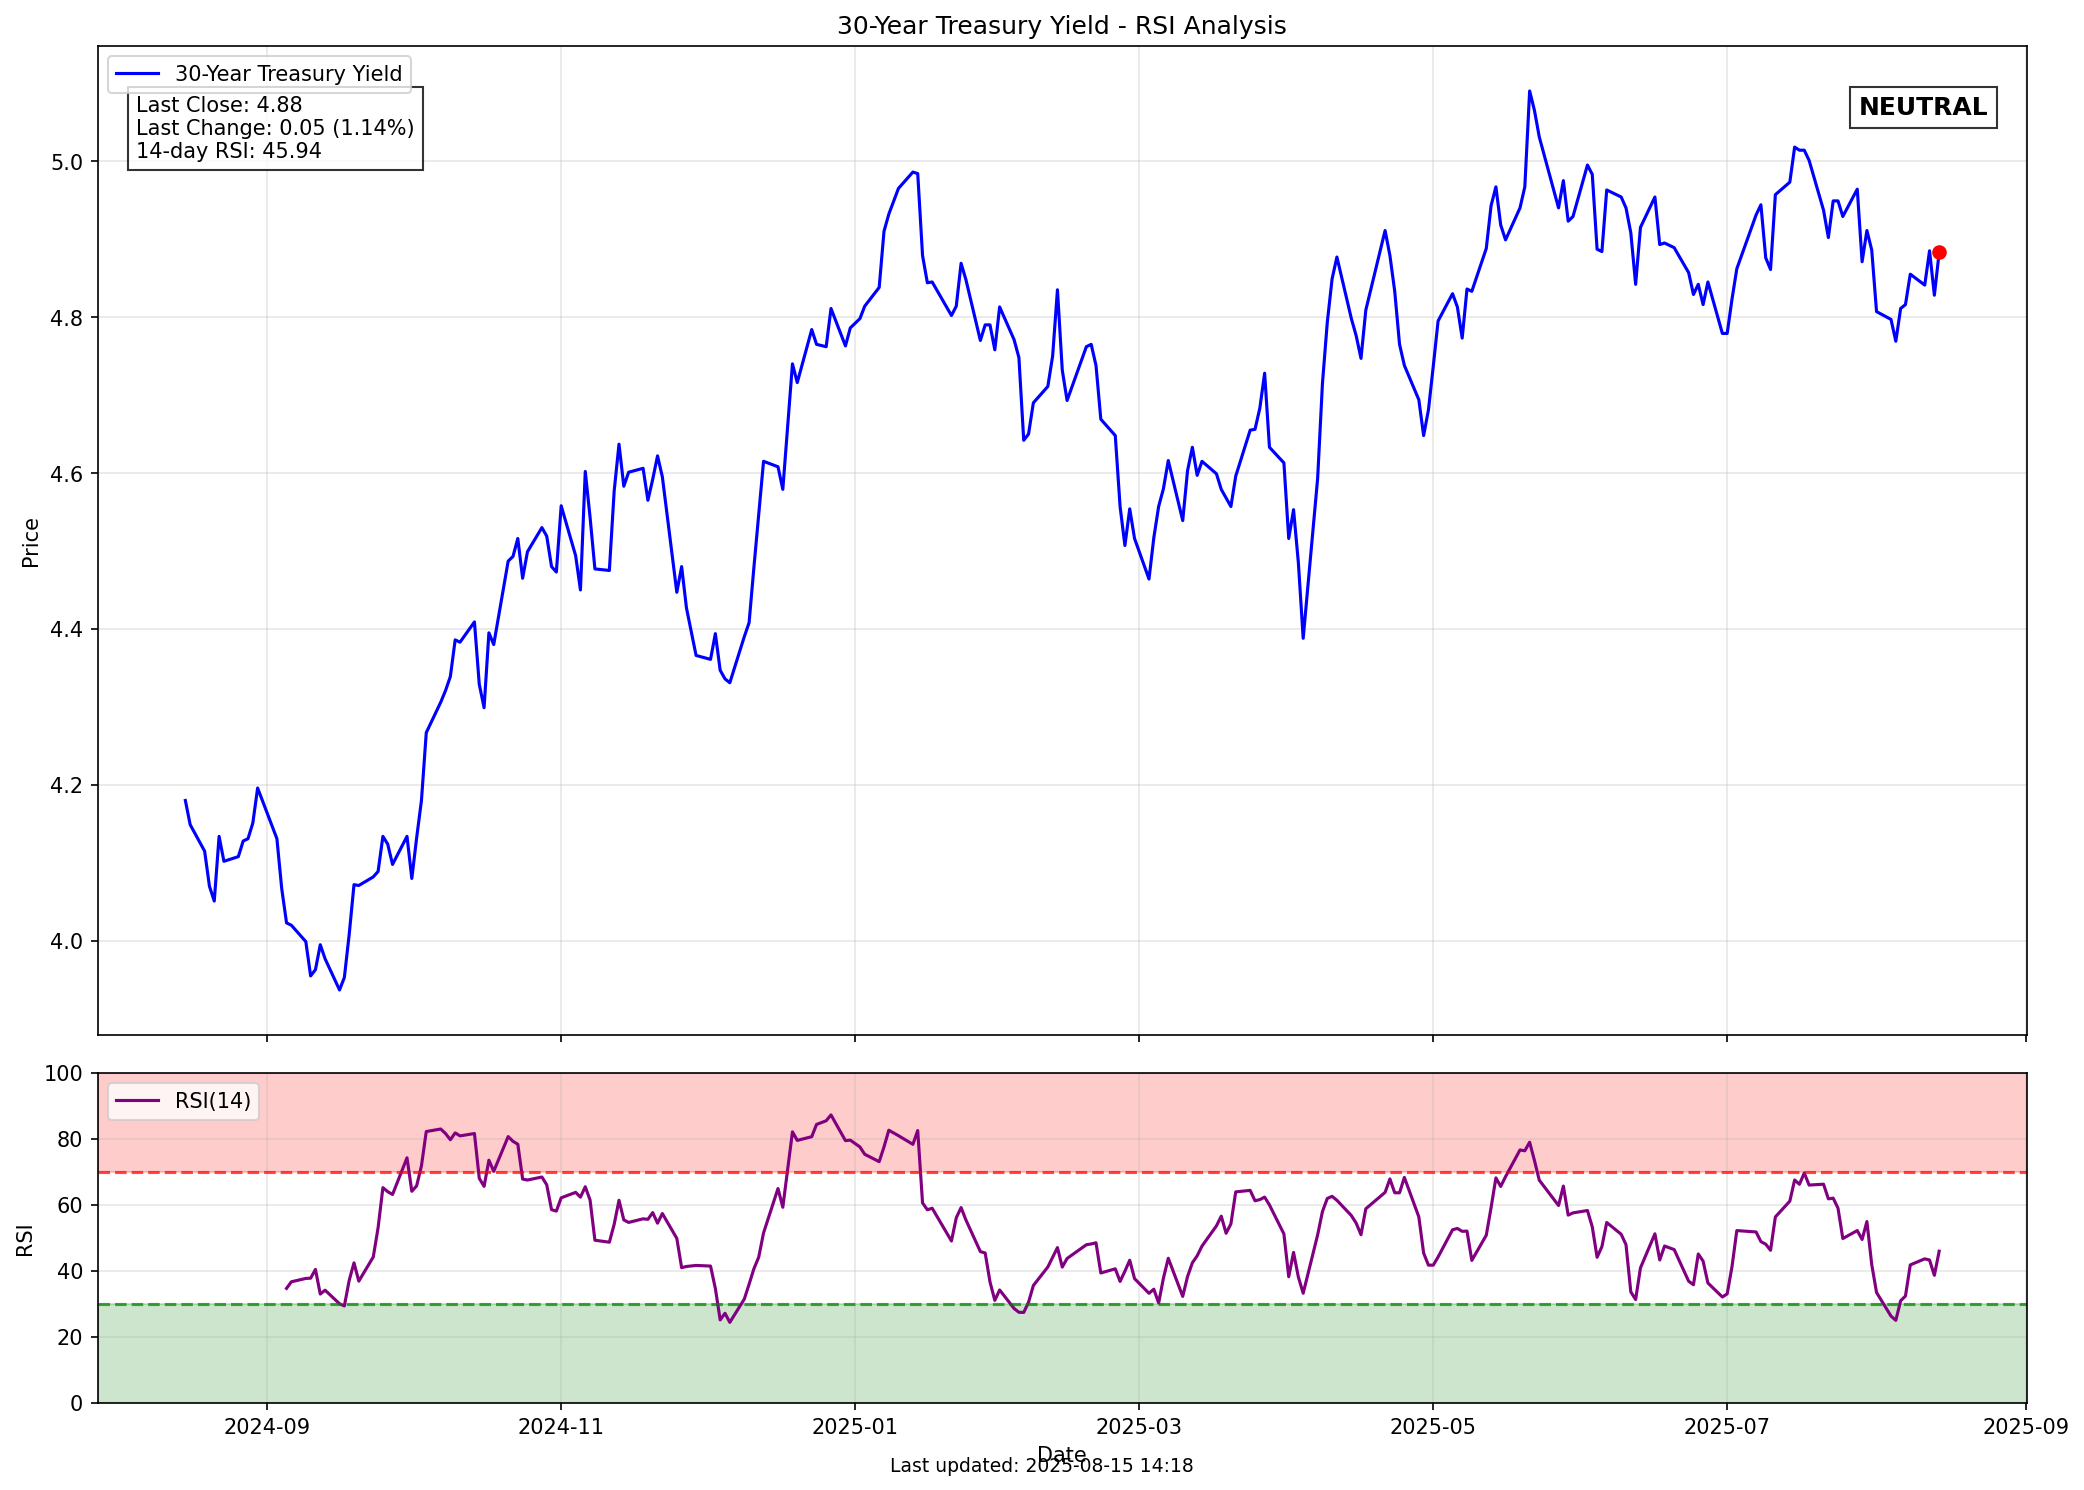 30-Year Treasury Yield - RSI Analysis
30-Year Treasury Yield
Last Close: 4.88
Last Change: 0.05 (1.14%)
14-day RSI: 45.94
NEUTRAL
Price
5.0
4.8
4.6
4.4
4.2
4.0
RSI(14)
RSI
100
80
60
40
20
0
2024-09
2024-11
2025-01
2025-03
2025-05
2025-07
2025-09
Date
Last updated: 2025-08-15 14:18